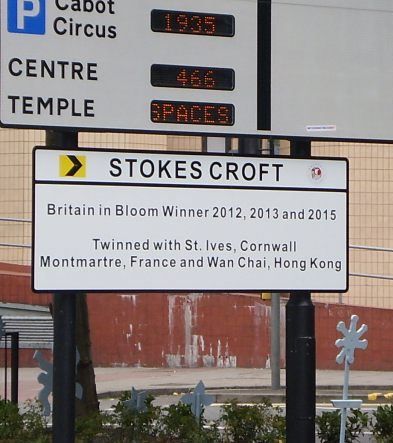 P Cabot
Circus 1935
CENTRE 466
TEMPLE SPACES
STOKES CROFT
Britain in Bloom Winner 2012, 2013 and 2015
Twinned with St. Ives, Cornwall
Montmartre, France and Wan Chai, Hong Kong